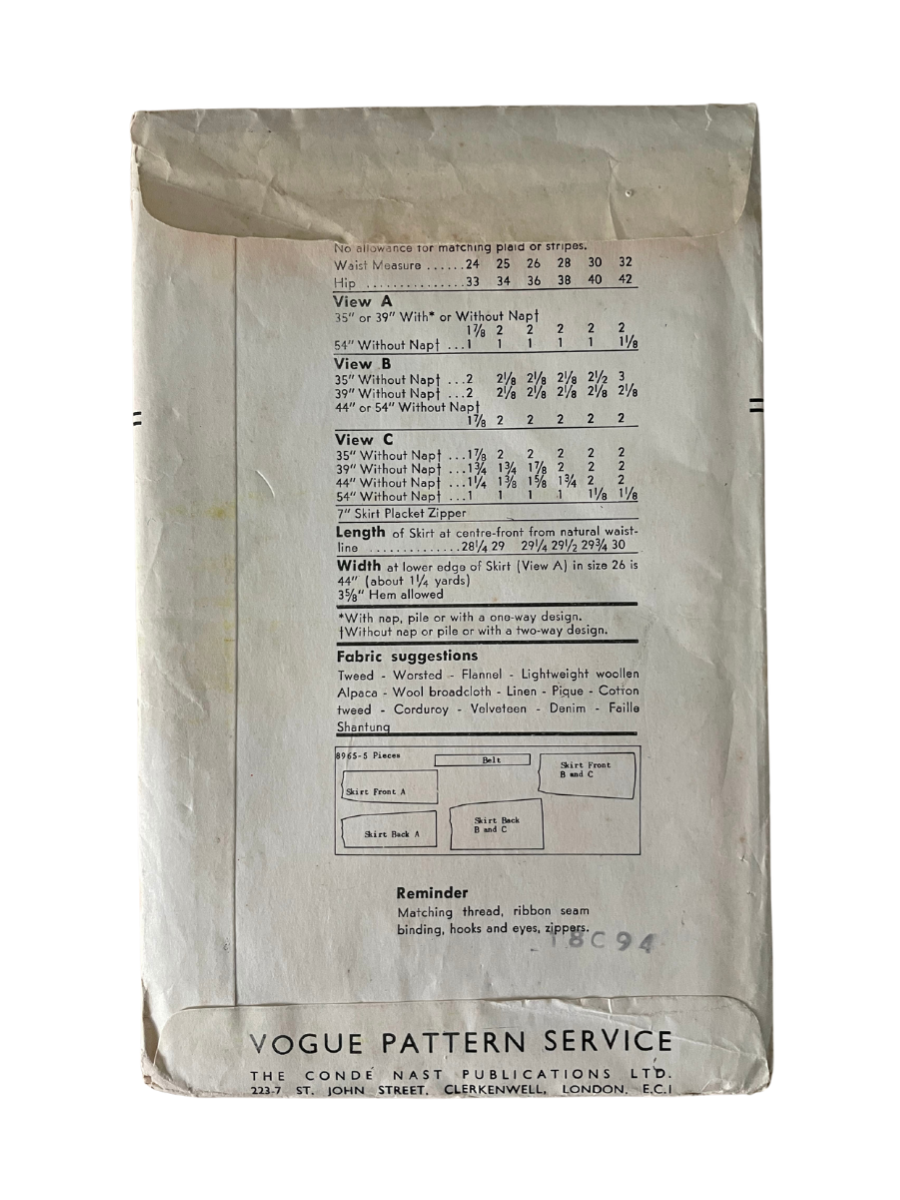 No allowance for matching plaid or stripes.
Waist Measure ......24 25 26 28 30 32
Hip ...............33 34 36 38 40 42
View A
35" or 39" With* or Without Nap†
1⅞ 2 2 2 2 2
54" Without Nap† ...1 1 1 1 1 1⅛
View B
35" Without Nap† ...2 2⅛ 2⅛ 2⅛ 2½ 3
39" Without Nap† ...2 2⅛ 2⅛ 2⅛ 2⅛ 2⅛
44" or 54" Without Nap†
1⅞ 2 2 2 2 2
View C
35" Without Nap† ...1⅞ 2 2 2 2 2
39" Without Nap† ...1¾ 1¾ 1⅞ 2 2 2
44" Without Nap† ...1¼ 1⅜ 1⅝ 1¾ 2 2
54" Without Nap† ...1 1 1 1 1⅛ 1⅛
7" Skirt Placket Zipper
Length of Skirt at centre-front from natural waist-
line ..............28¼ 29 29¼ 29½ 29¾ 30
Width at lower edge of Skirt (View A) in size 26 is
44" (about 1¼ yards)
3⅝" Hem allowed
*With nap, pile or with a one-way design.
†Without nap or pile or with a two-way design.
Fabric suggestions
Tweed - Worsted - Flannel - Lightweight woollen
Alpaca - Wool broadcloth - Linen - Pique - Cotton
tweed - Corduroy - Velveteen - Denim - Faille
Shantung
8965-5 Pieces
Belt
Skirt Front
B and C
Skirt Front A
Skirt Back A
Skirt Back
B and C
Reminder
Matching thread, ribbon seam
binding, hooks and eyes, zippers.
18C94
VOGUE PATTERN SERVICE
THE CONDÉ NAST PUBLICATIONS LTD.
223-7 ST. JOHN STREET, CLERKENWELL, LONDON, E.C.1